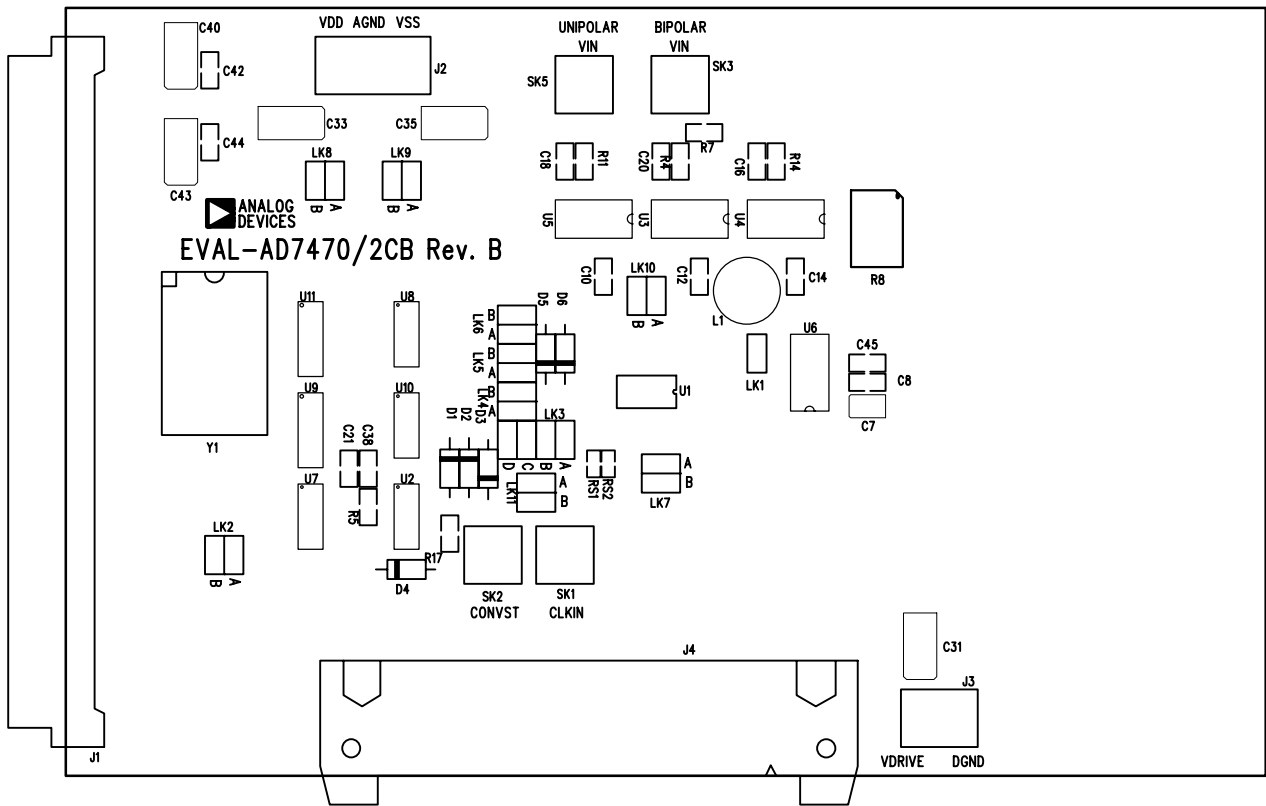 C40
VDD AGND VSS
UNIPOLAR
VIN
BIPOLAR
VIN
C42
J2
SK5
SK3
C33
C35
C44
R7
LK8
LK9
C18
R11
C20
R4
C16
R14
C43
B
A
B
A
ANALOG
DEVICES
U5
U3
U4
EVAL-AD7470/2CB Rev. B
C10
LK10
C12
C14
R8
U11
U8
D5
D6
B
A
L1
LK6
B
A
U6
LK5
B
A
LK1
C45
C8
U9
U10
LK4
B
A
U1
C7
D1
D2
D3
LK3
Y1
C21
C38
D
C
B
A
RS1
RS2
A
B
LK7
U7
U2
LK11
A
B
R5
LK2
R17
B
A
D4
SK2
CONVST
SK1
CLKIN
C31
J4
J3
J1
VDRIVE
DGND